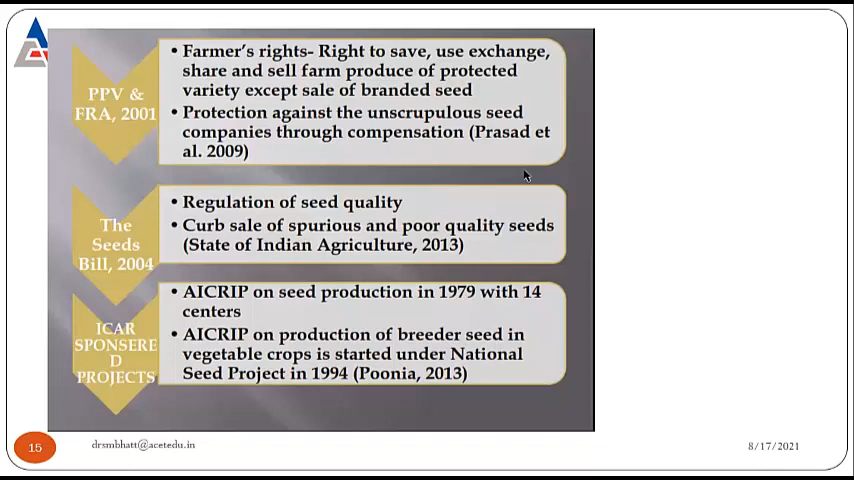 PPV &
FRA, 2001
• Farmer's rights- Right to save, use exchange,
share and sell farm produce of protected
variety except sale of branded seed
• Protection against the unscrupulous seed
companies through compensation (Prasad et
al. 2009)
The
Seeds
Bill, 2004
• Regulation of seed quality
• Curb sale of spurious and poor quality seeds
(State of Indian Agriculture, 2013)
ICAR
SPONSERE
D
PROJECTS
• AICRIP on seed production in 1979 with 14
centers
• AICRIP on production of breeder seed in
vegetable crops is started under National
Seed Project in 1994 (Poonia, 2013)
15
drsmbhatt@acetedu.in
8/17/2021